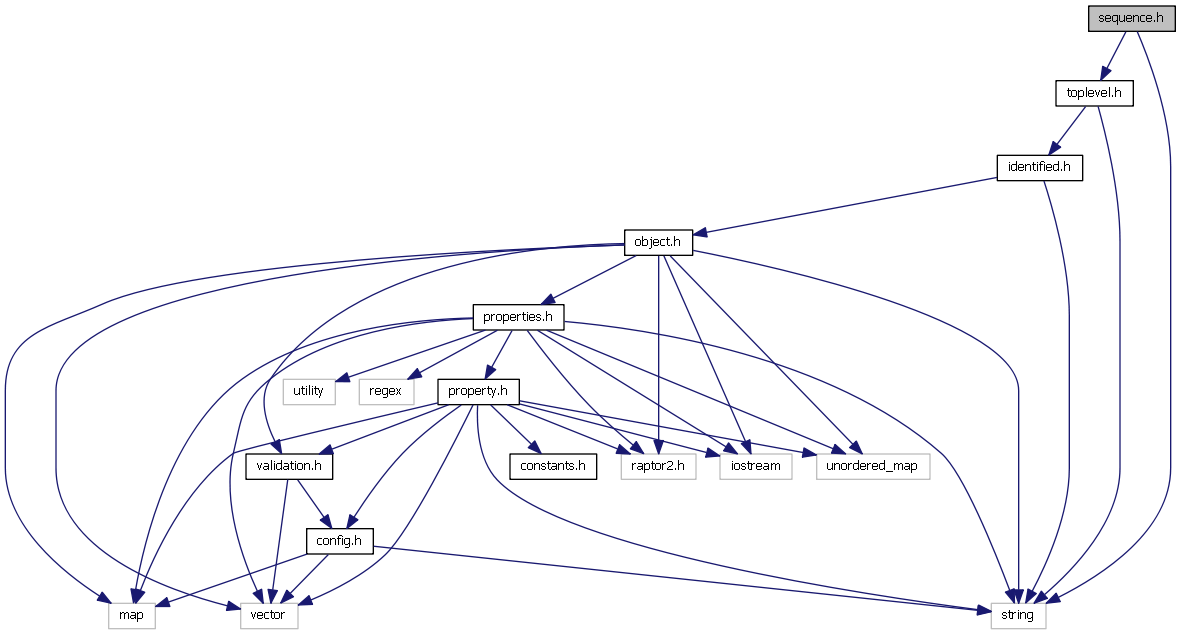 sequence.h
toplevel.h
identified.h
object.h
properties.h
utility
regex
property.h
validation.h
constants.h
raptor2.h
iostream
unordered_map
config.h
map
vector
string